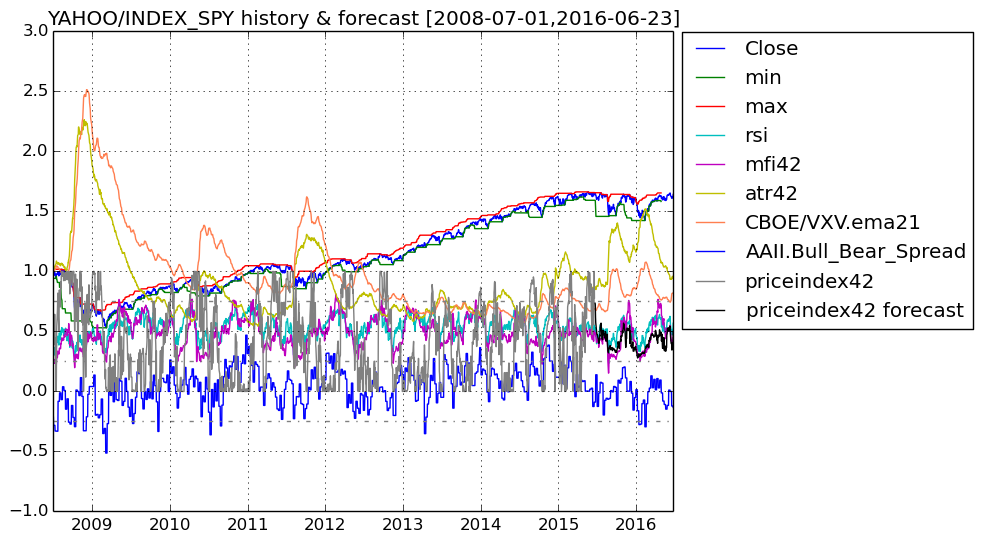 YAHOO/INDEX_SPY history & forecast [2008-07-01,2016-06-23]
3.0
2.5
2.0
1.5
1.0
0.5
0.0
−0.5
−1.0
2009 2010 2011 2012 2013 2014 2015 2016
Close
min
max
rsi
mfi42
atr42
CBOE/VXV.ema21
AAII.Bull_Bear_Spread
priceindex42
priceindex42 forecast